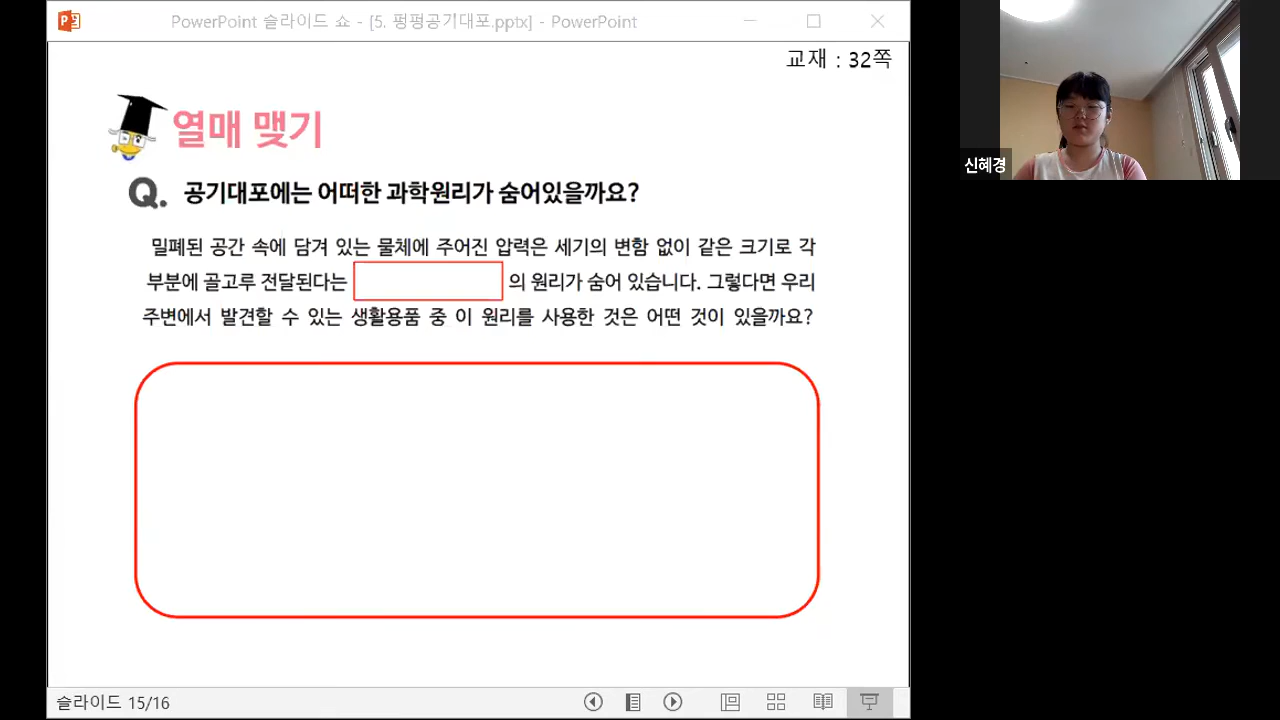 PowerPoint 슬라이드 쇼 - [5. 펑펑공기대포.pptx] - PowerPoint
교재 : 32쪽
열매 맺기
Q. 공기대포에는 어떠한 과학원리가 숨어있을까요?
밀폐된 공간 속에 담겨 있는 물체에 주어진 압력은 세기의 변함 없이 같은 크기로 각
부분에 골고루 전달된다는 의 원리가 숨어 있습니다. 그렇다면 우리
주변에서 발견할 수 있는 생활용품 중 이 원리를 사용한 것은 어떤 것이 있을까요?
슬라이드 15/16
신혜경